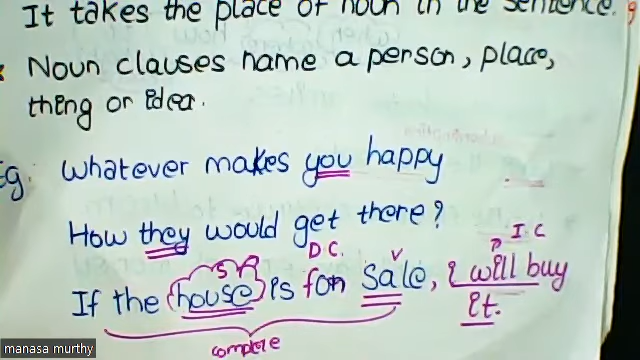 It takes the place of noun in the sentence.
Noun clauses name a person, place,
thing or idea.
Eg. Whatever makes you happy
How they would get there?
D.C. V I.C
If the house is for sale, I will buy
it.
complete
manasa murthy